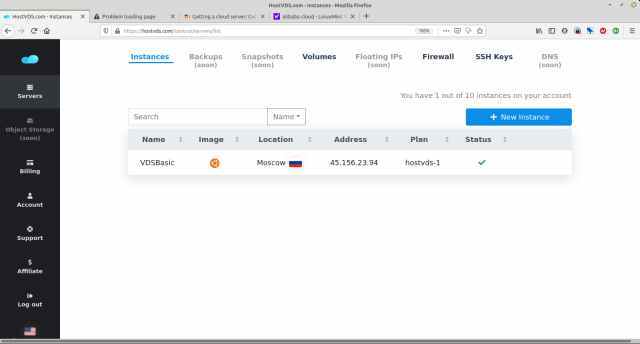 HostVDS.com - Instances - Mozilla Firefox
HostVDS.com - Instances
Problem loading page
Getting a cloud server: Co
alibaba cloud - LinuxMint
https://hostvds.com/control/servers/list
Instances
Backups
(soon)
Snapshots
(soon)
Volumes
Floating IPs
(soon)
Firewall
SSH Keys
DNS
(soon)
Servers
Object Storage
(soon)
Billing
Account
Support
Affiliate
Log out
You have 1 out of 10 instances on your account
Search
Name
+ New Instance
Name Image Location Address Plan Status
VDSBasic Moscow 45.156.23.94 hostvds-1